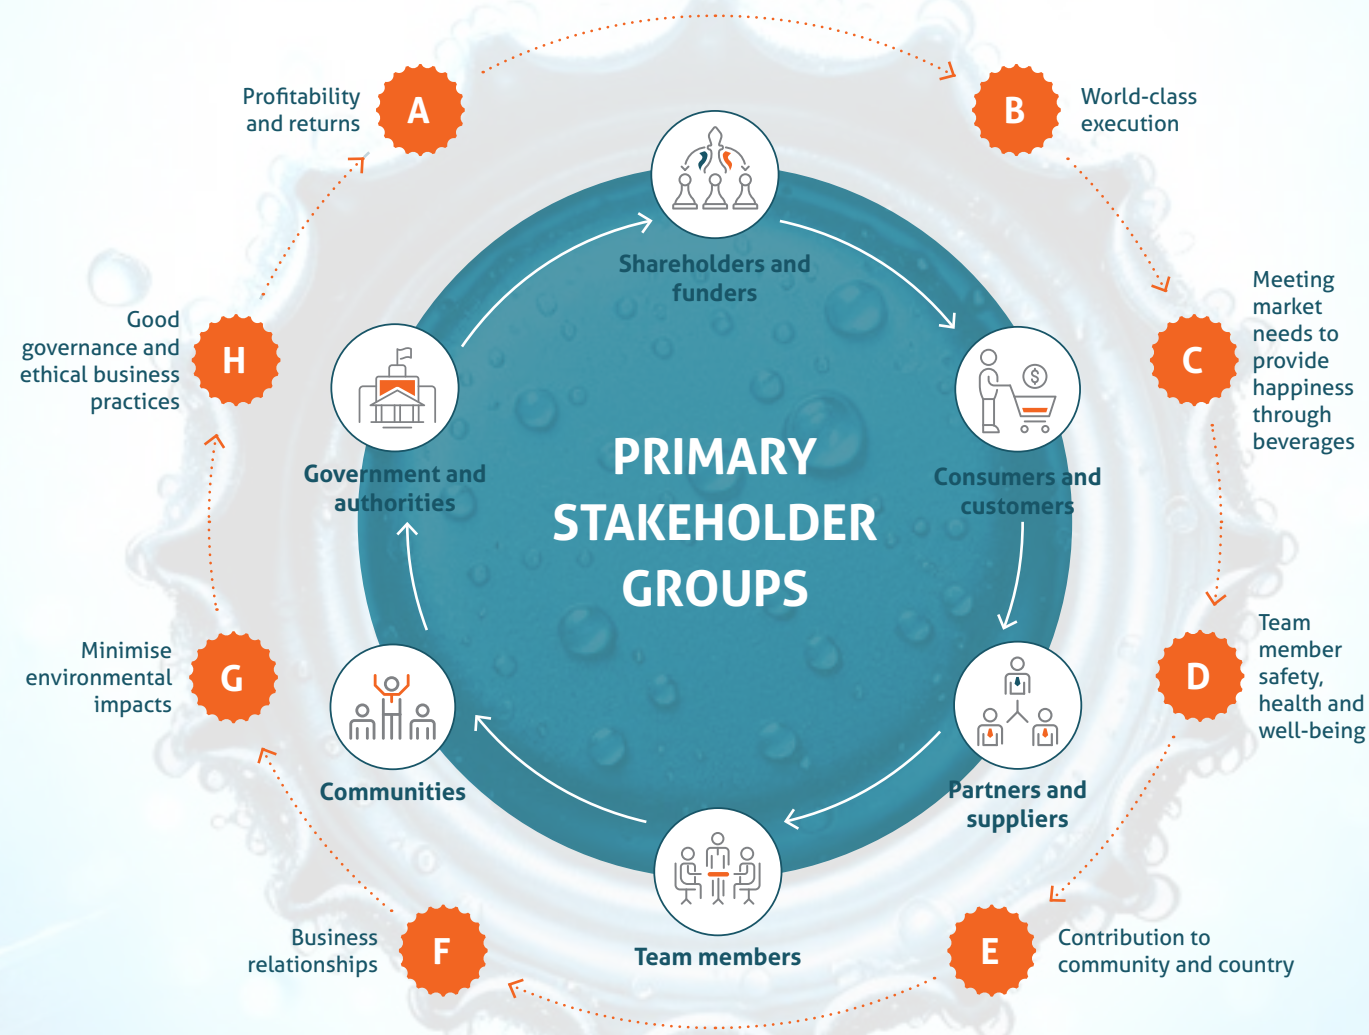 Profitability
and returns
A
B
World-class
execution
Shareholders and
funders
Good
governance and
ethical business
practices
H
C
Meeting
market
needs to
provide
happiness
through
beverages
$
Government and
authorities
Consumers and
customers
PRIMARY
STAKEHOLDER
GROUPS
Minimise
environmental
impacts
G
D
Team
member
safety,
health and
well-being
Communities
Partners and
suppliers
Business
relationships
F
Team members
E
Contribution to
community and country